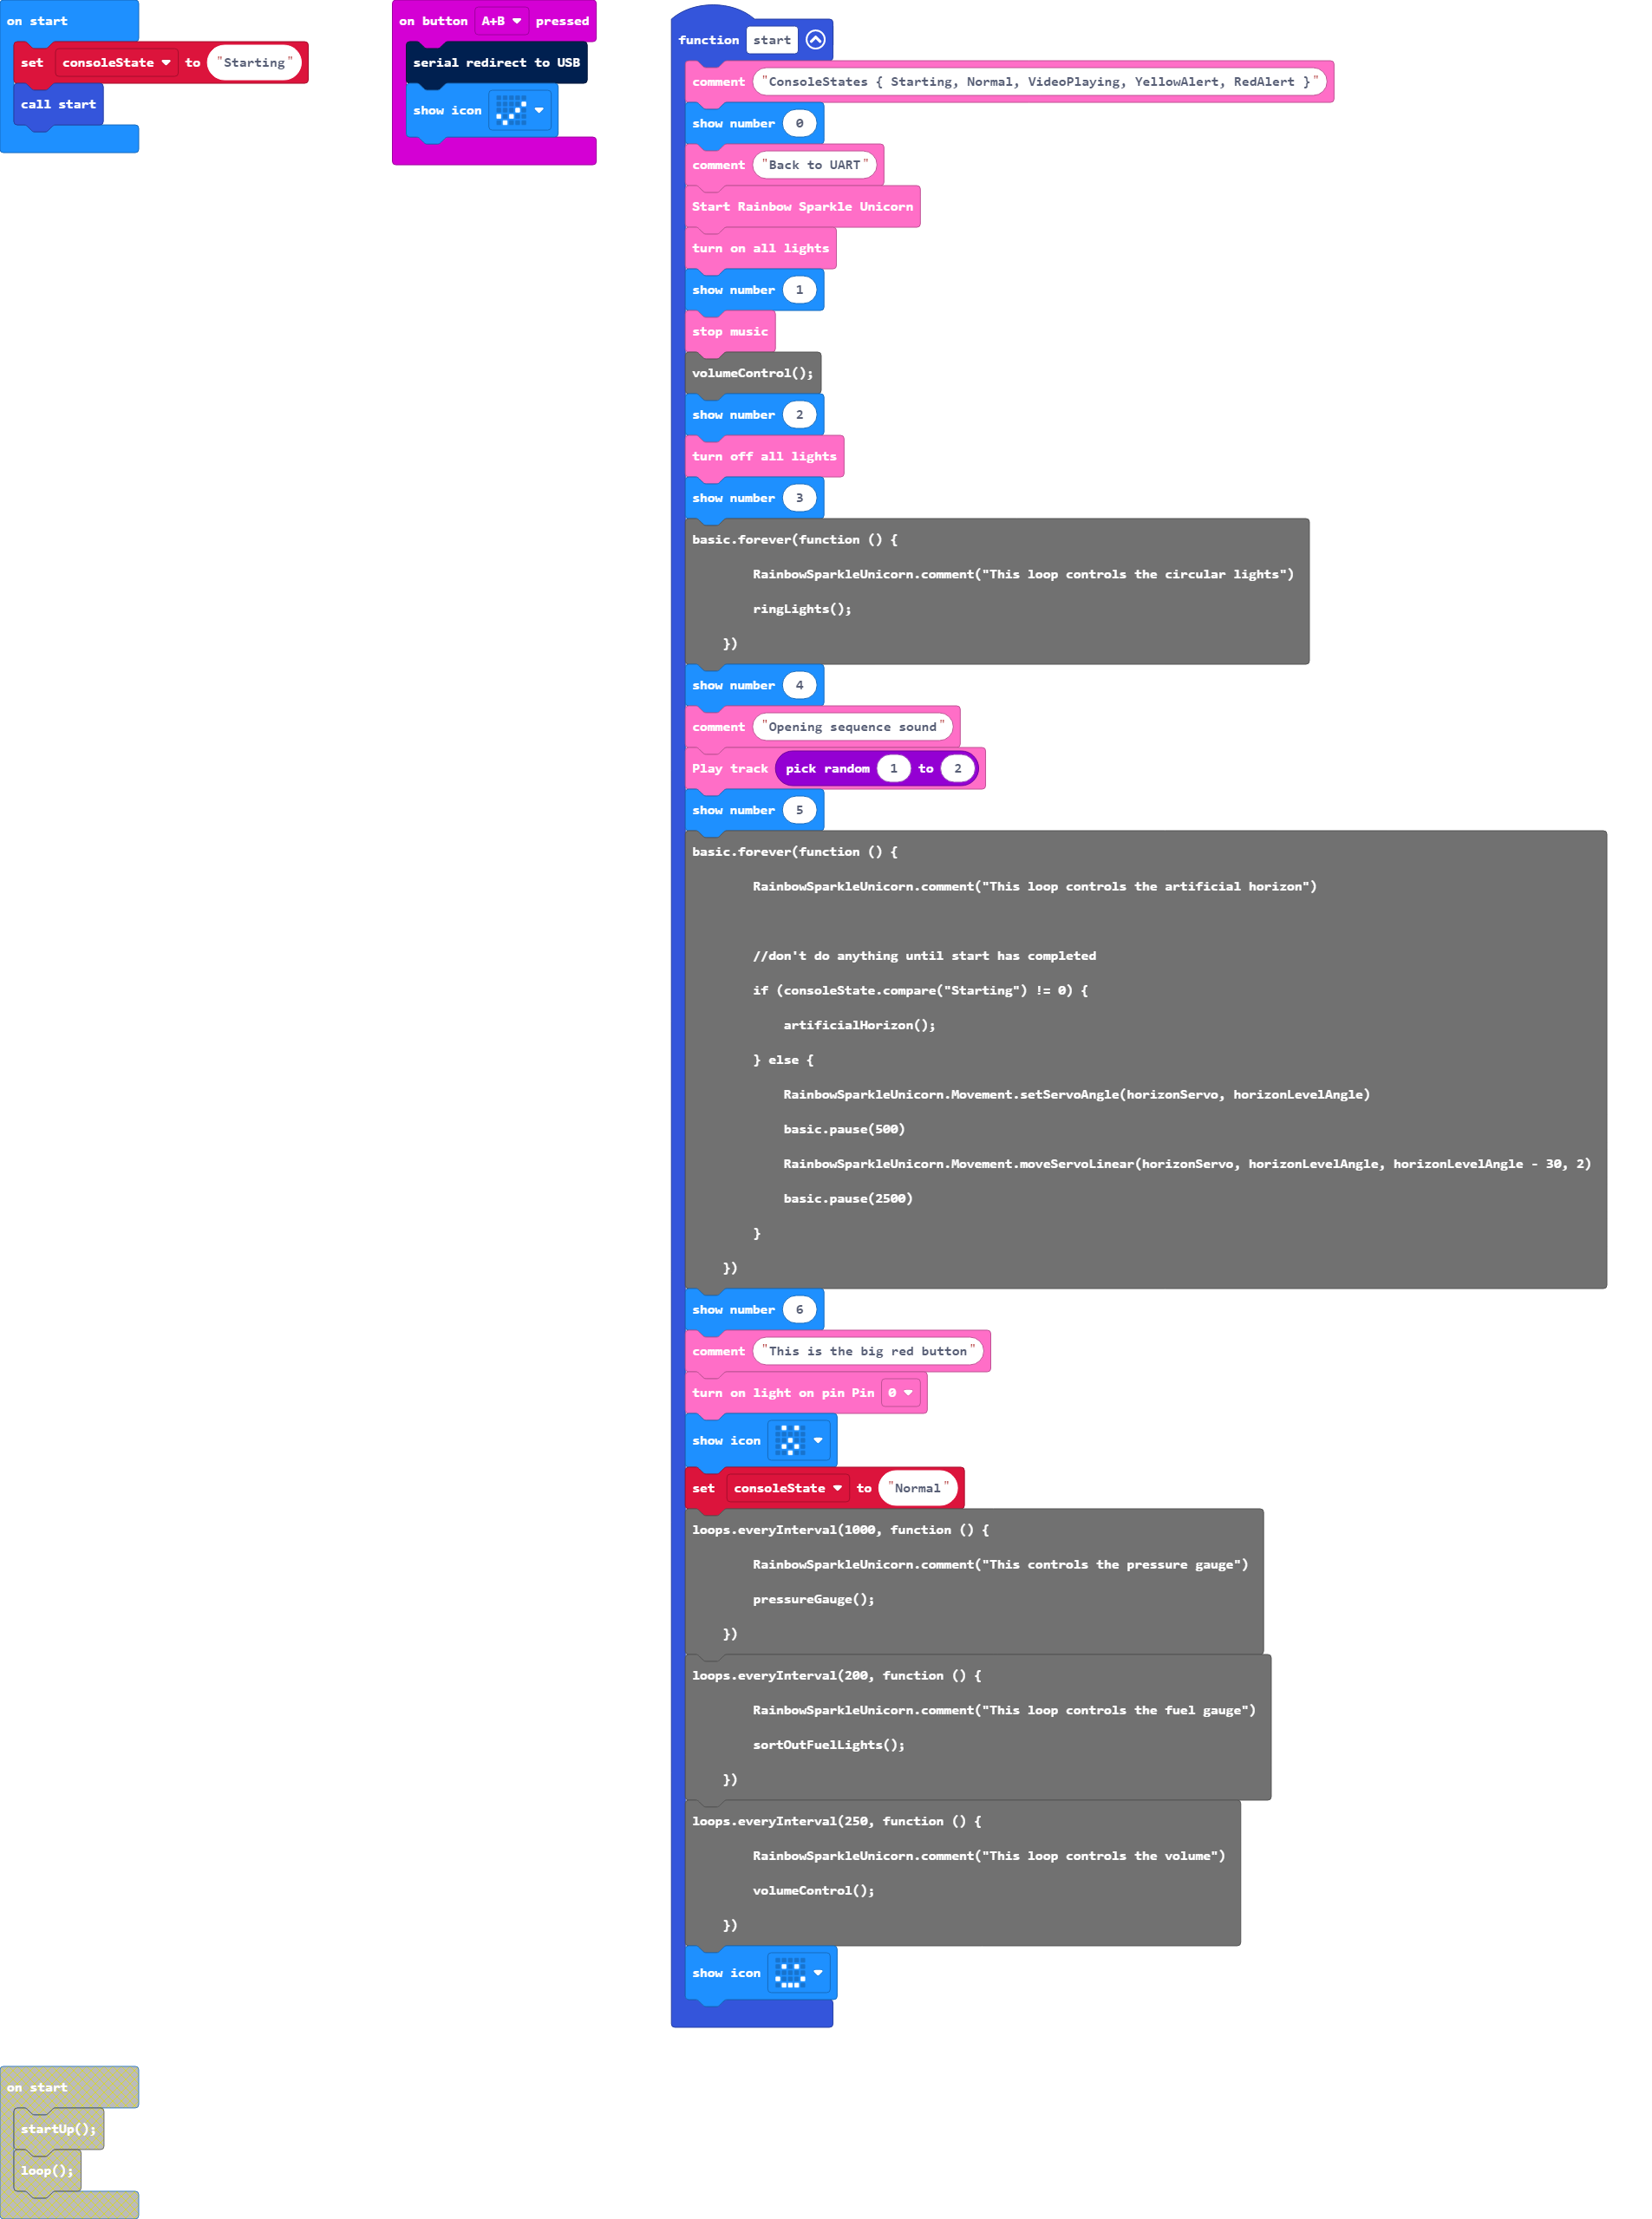 on start
set consoleState to "Starting"
call start
on button A+B pressed
serial redirect to USB
show icon
function start
comment "ConsoleStates { Starting, Normal, VideoPlaying, YellowAlert, RedAlert }"
show number 0
comment "Back to UART"
Start Rainbow Sparkle Unicorn
turn on all lights
show number 1
stop music
volumeControl();
show number 2
turn off all lights
show number 3
basic.forever(function () {
RainbowSparkleUnicorn.comment("This loop controls the circular lights")
ringLights();
})
show number 4
comment "Opening sequence sound"
Play track pick random 1 to 2
show number 5
basic.forever(function () {
RainbowSparkleUnicorn.comment("This loop controls the artificial horizon")
//don't do anything until start has completed
if (consoleState.compare("Starting") != 0) {
artificialHorizon();
} else {
RainbowSparkleUnicorn.Movement.setServoAngle(horizonServo, horizonLevelAngle)
basic.pause(500)
RainbowSparkleUnicorn.Movement.moveServoLinear(horizonServo, horizonLevelAngle, horizonLevelAngle - 30, 2)
basic.pause(2500)
}
})
show number 6
comment "This is the big red button"
turn on light on pin Pin 0
show icon
set consoleState to "Normal"
loops.everyInterval(1000, function () {
RainbowSparkleUnicorn.comment("This controls the pressure gauge")
pressureGauge();
})
loops.everyInterval(200, function () {
RainbowSparkleUnicorn.comment("This loop controls the fuel gauge")
sortOutFuelLights();
})
loops.everyInterval(250, function () {
RainbowSparkleUnicorn.comment("This loop controls the volume")
volumeControl();
})
show icon
on start
startUp();
loop();